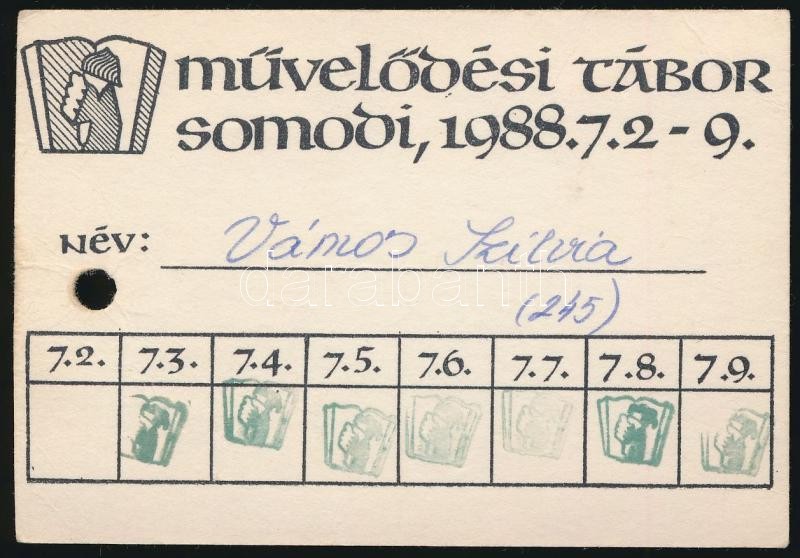 művelődési tábor
somodi, 1988.7.2-9.
név: Vámos Szilvia
darabanth
(245)
7.2. 7.3. 7.4. 7.5. 7.6. 7.7. 7.8. 7.9.